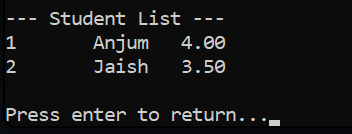 --- Student List ---
1       Anjum   4.00
2       Jaish   3.50
Press enter to return...